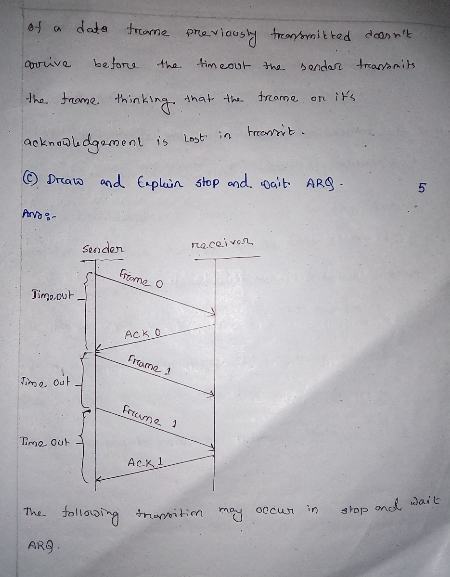 of a data frame previously transmitted doesn't
arrive before the timeout the sender transmits
the frame thinking that the frame or it's
acknowledgement is lost in transit.
(C) Draw and Explain stop and wait ARQ. 5
Ans:-
sender receiver
Frame 0
Timeout
ACK 0
Frame 1
Time out
Frame 1
Time out
Ack 1
The following transition may occur in stop and wait
ARQ.